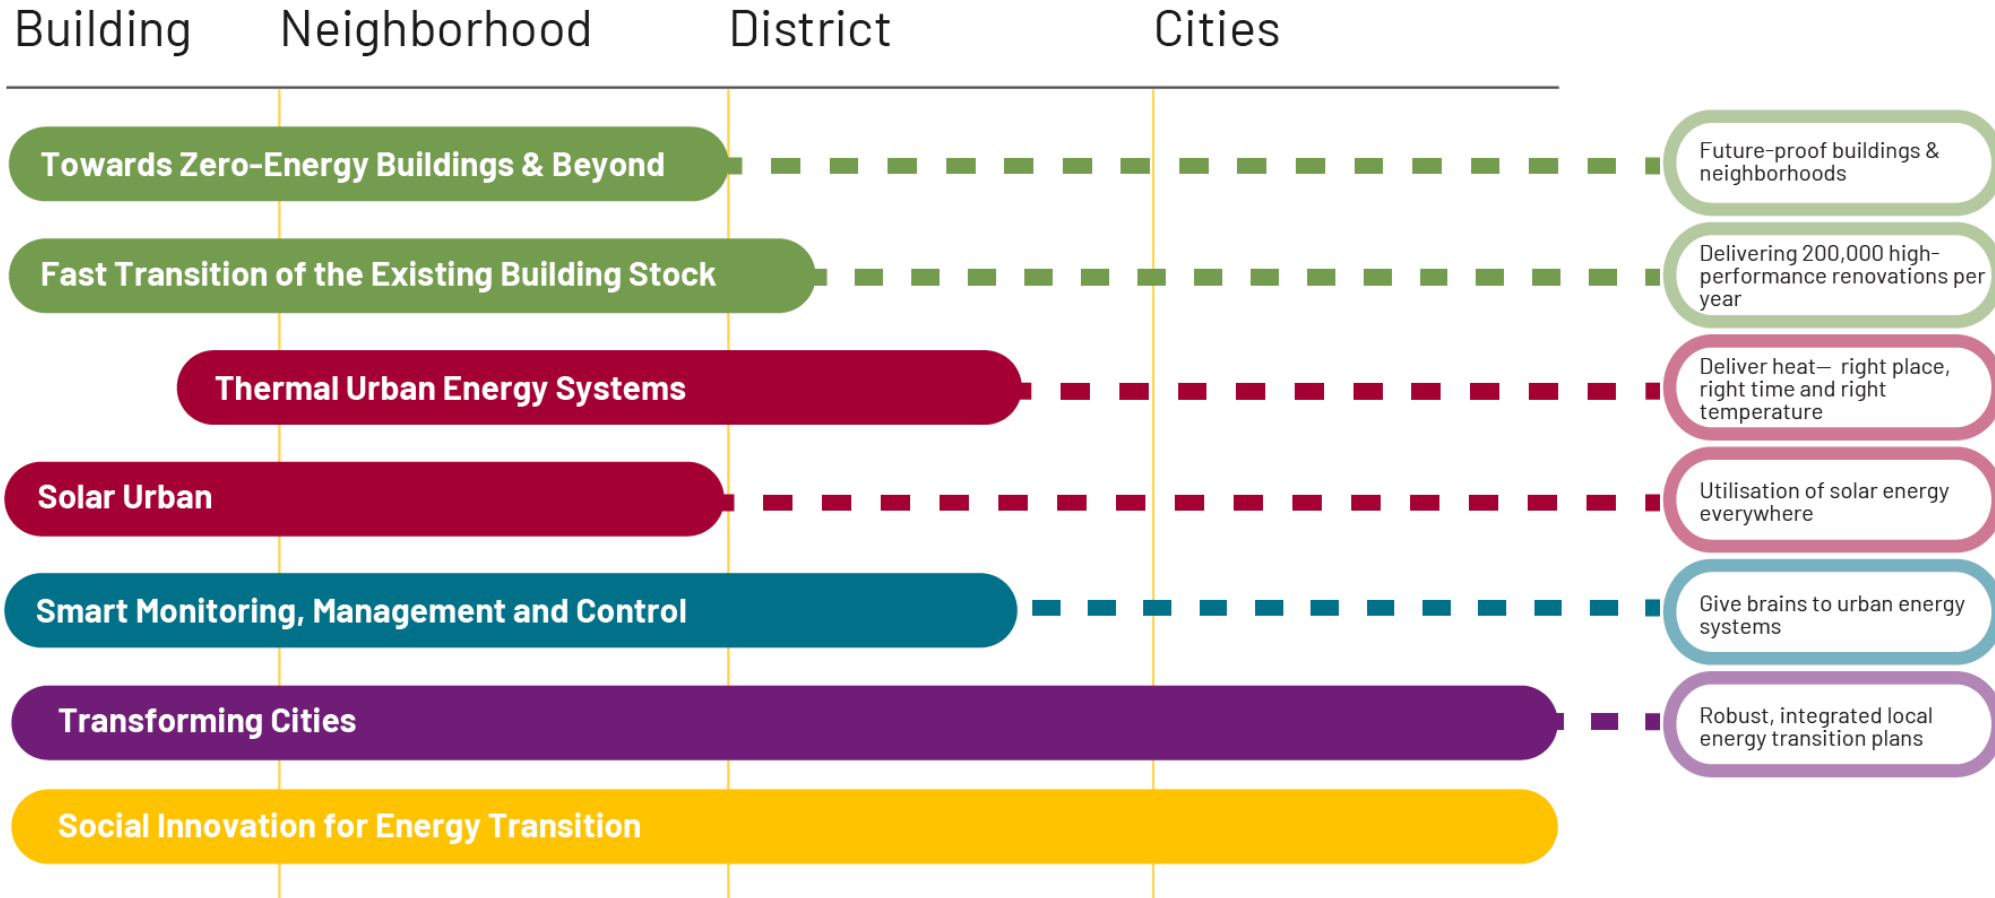 Building Neighborhood District Cities
Towards Zero-Energy Buildings & Beyond
Future-proof buildings &
neighborhoods
Fast Transition of the Existing Building Stock
Delivering 200,000 high-
performance renovations per
year
Thermal Urban Energy Systems
Deliver heat— right place,
right time and right
temperature
Solar Urban
Utilisation of solar energy
everywhere
Smart Monitoring, Management and Control
Give brains to urban energy
systems
Transforming Cities
Robust, integrated local
energy transition plans
Social Innovation for Energy Transition